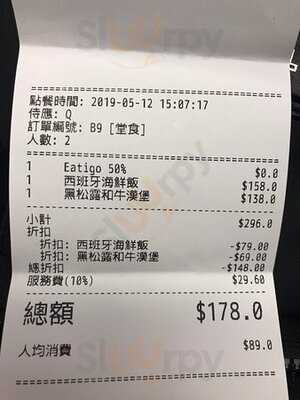 點餐時間: 2019-05-12 15:07:17
侍應: Q
訂單編號: B9 [堂食]
人數: 2
1 Eatigo 50% $0.0
1 西班牙海鮮飯 $158.0
1 黑松露和牛漢堡 $138.0
小計 $296.0
折扣
折扣: 西班牙海鮮飯 -$79.00
折扣: 黑松露和牛漢堡 -$69.00
總折扣 -$148.00
服務費(10%) $29.60
總額 $178.0
人均消費 $89.0